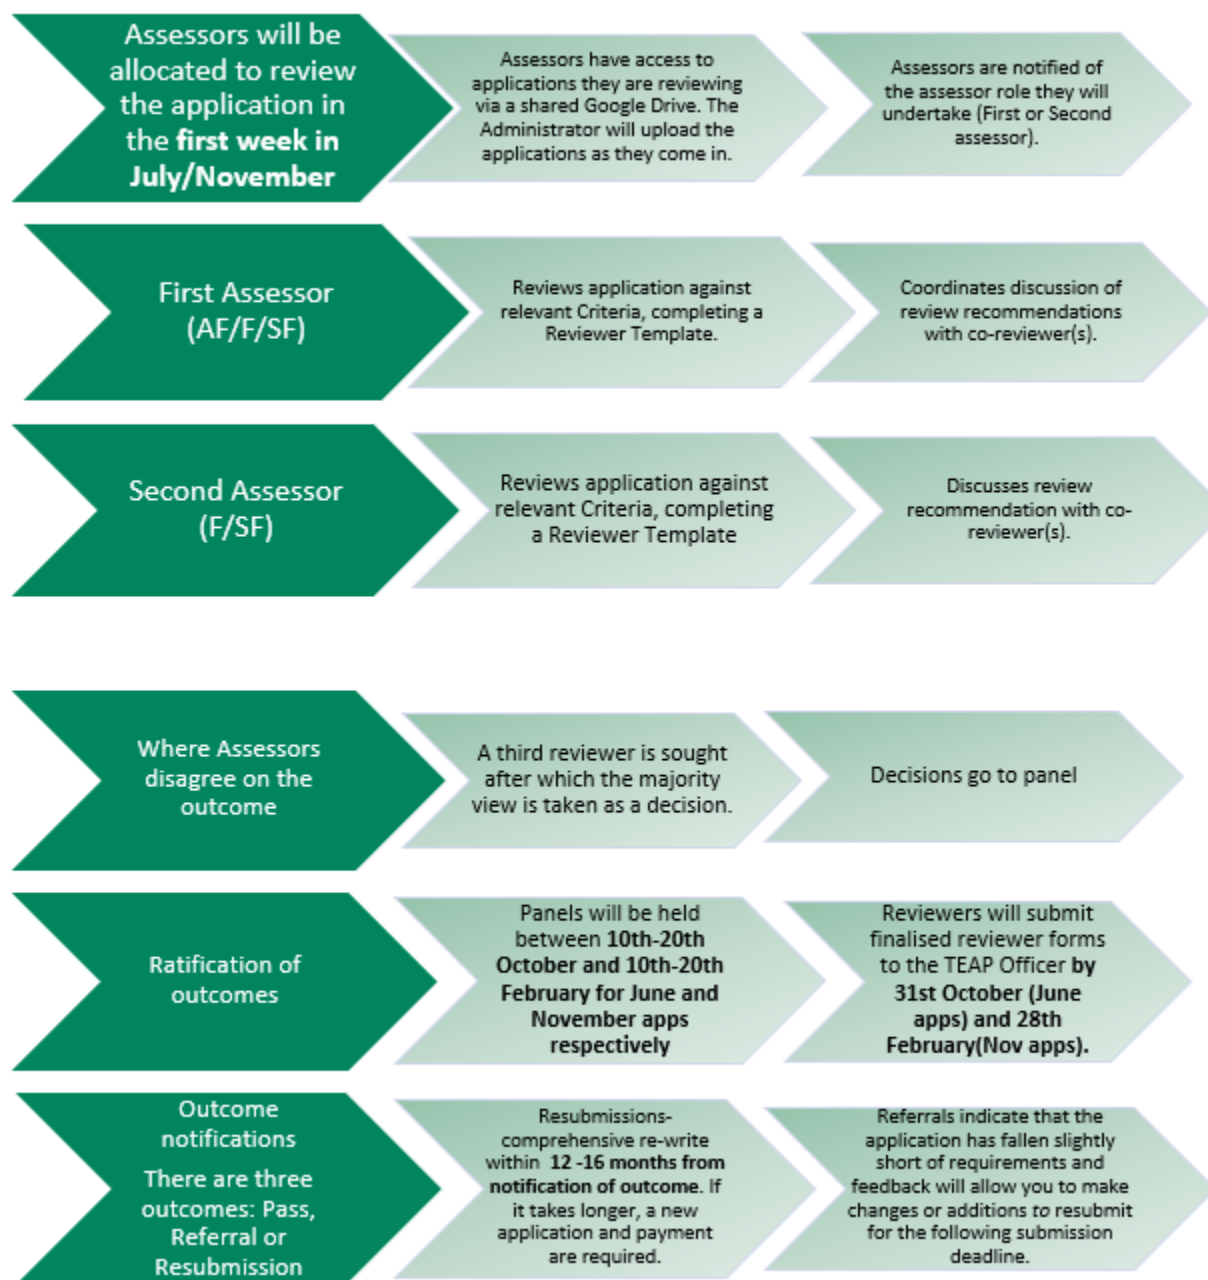 Assessors will be
allocated to review
the application in
the first week in
July/November
Assessors have access to
applications they are reviewing
via a shared Google Drive. The
Administrator will upload the
applications as they come in.
Assessors are notified of
the assessor role they will
undertake (First or Second
assessor).
First Assessor
(AF/F/SF)
Reviews application against
relevant Criteria, completing a
Reviewer Template.
Coordinates discussion of
review recommendations
with co-reviewer(s).
Second Assessor
(F/SF)
Reviews application against
relevant Criteria, completing
a Reviewer Template
Discusses review
recommendation with co-
reviewer(s).
Where Assessors
disagree on the
outcome
A third reviewer is sought
after which the majority
view is taken as a decision.
Decisions go to panel
Ratification of
outcomes
Panels will be held
between 10th-20th
October and 10th-20th
February for June and
November apps
respectively
Reviewers will submit
finalised reviewer forms
to the TEAP Officer by
31st October (June
apps) and 28th
February(Nov apps).
Outcome
notifications
There are three
outcomes: Pass,
Referral or
Resubmission
Resubmissions-
comprehensive re-write
within 12 -16 months from
notification of outcome. If
it takes longer, a new
application and payment
are required.
Referrals indicate that the
application has fallen slightly
short of requirements and
feedback will allow you to make
changes or additions to resubmit
for the following submission
deadline.